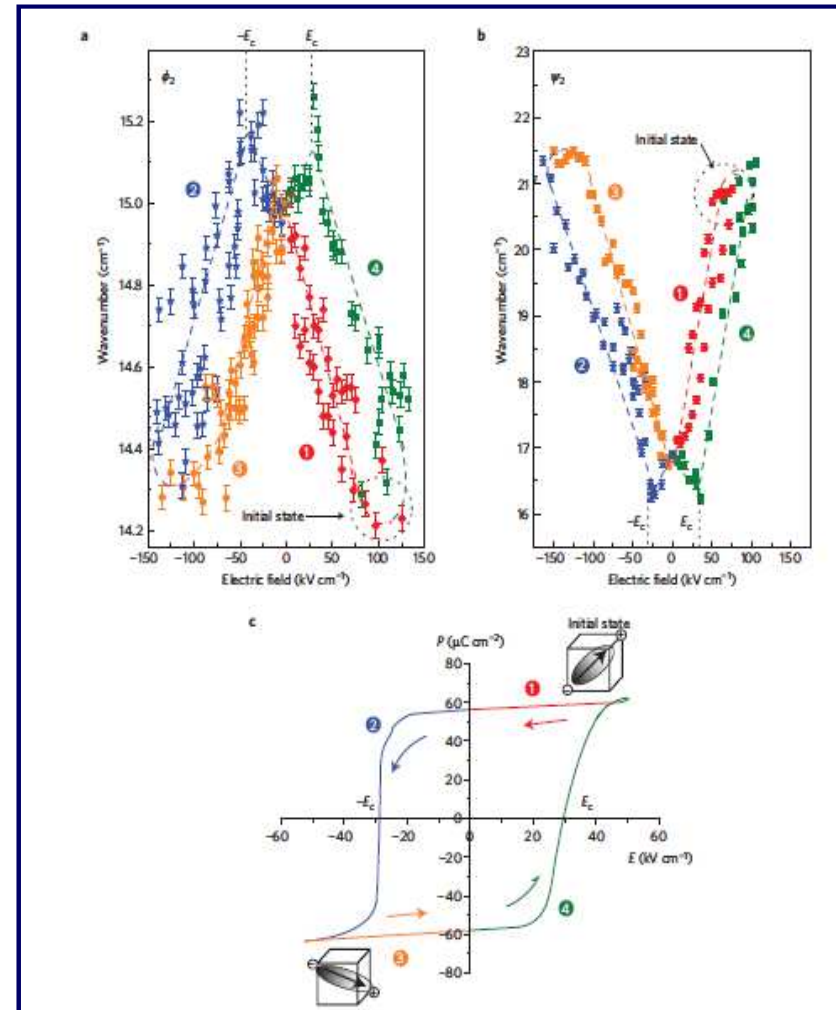 a
−Ec
Ec
ϕ2
15.2
15.0
14.8
14.6
14.4
14.2
Wavenumber (cm−1)
2
4
3
1
Initial state
−150
−100
−50
0
50
100
150
Electric field (kV cm−1)
b
23
22
21
20
19
18
17
16
Wavenumber (cm−1)
ψ2
Initial state
3
1
4
2
−Ec
Ec
−150
−100
−50
0
50
100
150
Electric field (kV cm−1)
c
P (μC cm−2)
Initial state
80
60
40
20
0
−20
−40
−60
−80
1
2
−Ec
Ec
−60
−40
−20
0
20
40
60
E (kV cm−1)
4
3